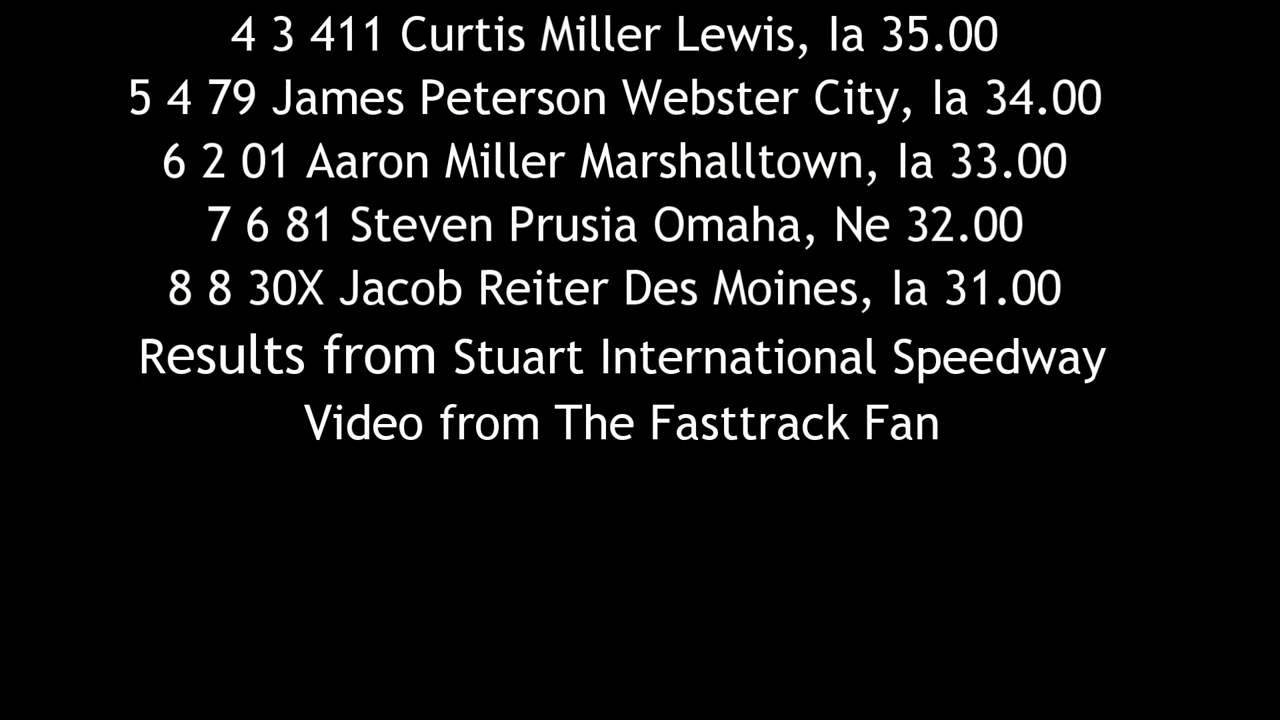 4 3 411 Curtis Miller Lewis, Ia 35.00
5 4 79 James Peterson Webster City, Ia 34.00
6 2 01 Aaron Miller Marshalltown, Ia 33.00
7 6 81 Steven Prusia Omaha, Ne 32.00
8 8 30X Jacob Reiter Des Moines, Ia 31.00
Results from Stuart International Speedway
Video from The Fasttrack Fan